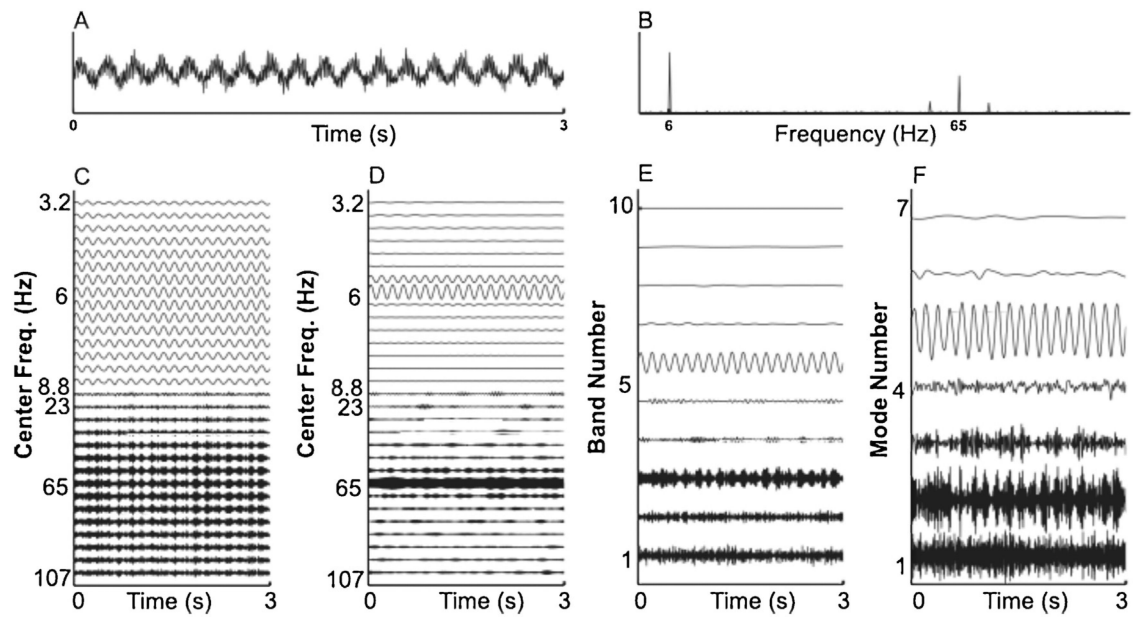 A
B
0
Time (s)
3
6
Frequency (Hz)
65
C
D
E
F
3.2
6
8.8
23
65
107
Center Freq. (Hz)
0
Time (s)
3
3.2
6
8.8
23
65
107
Center Freq. (Hz)
0
Time (s)
3
10
5
1
Band Number
0
Time (s)
3
7
4
1
Mode Number
0
Time (s)
3